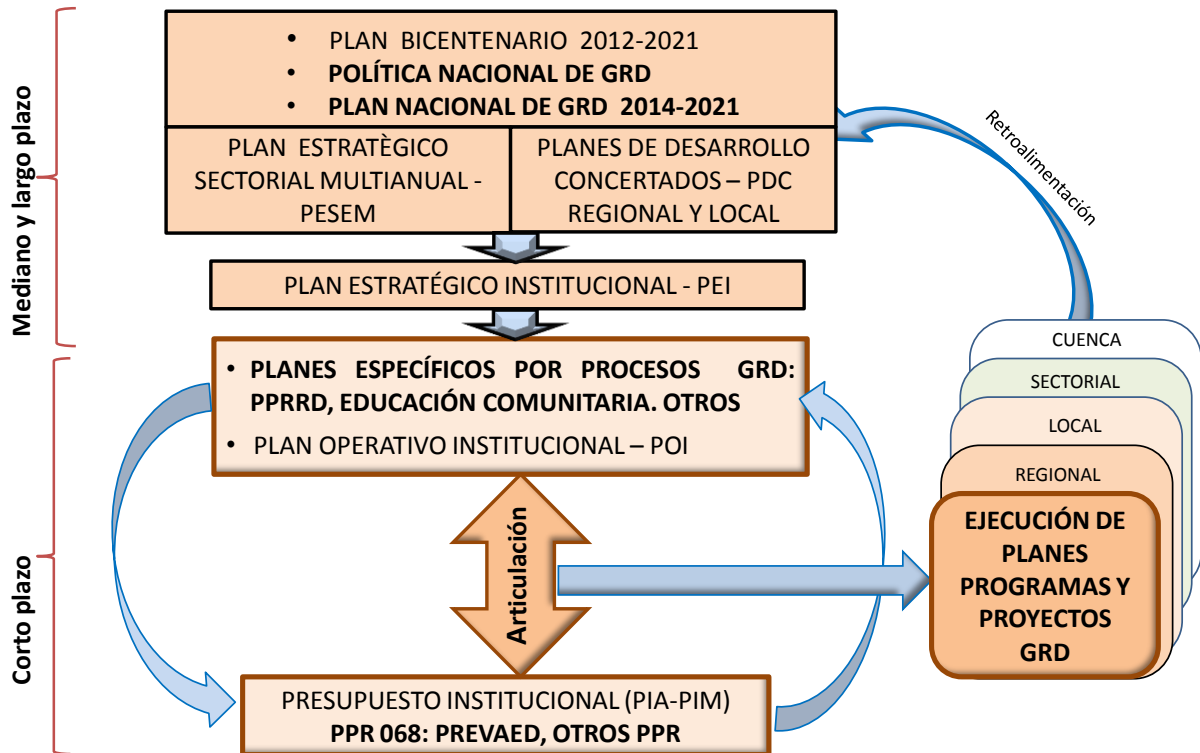 Mediano y largo plazo
• PLAN BICENTENARIO 2012-2021
• POLÍTICA NACIONAL DE GRD
• PLAN NACIONAL DE GRD 2014-2021
PLAN ESTRATÈGICO
SECTORIAL MULTIANUAL -
PESEM
PLANES DE DESARROLLO
CONCERTADOS – PDC
REGIONAL Y LOCAL
PLAN ESTRATÉGICO INSTITUCIONAL - PEI
Retroalimentación
Corto plazo
• PLANES ESPECÍFICOS POR PROCESOS GRD:
PPRRD, EDUCACIÓN COMUNITARIA. OTROS
• PLAN OPERATIVO INSTITUCIONAL – POI
Articulación
PRESUPUESTO INSTITUCIONAL (PIA-PIM)
PPR 068: PREVAED, OTROS PPR
CUENCA
SECTORIAL
LOCAL
REGIONAL
EJECUCIÓN DE
PLANES
PROGRAMAS Y
PROYECTOS
GRD